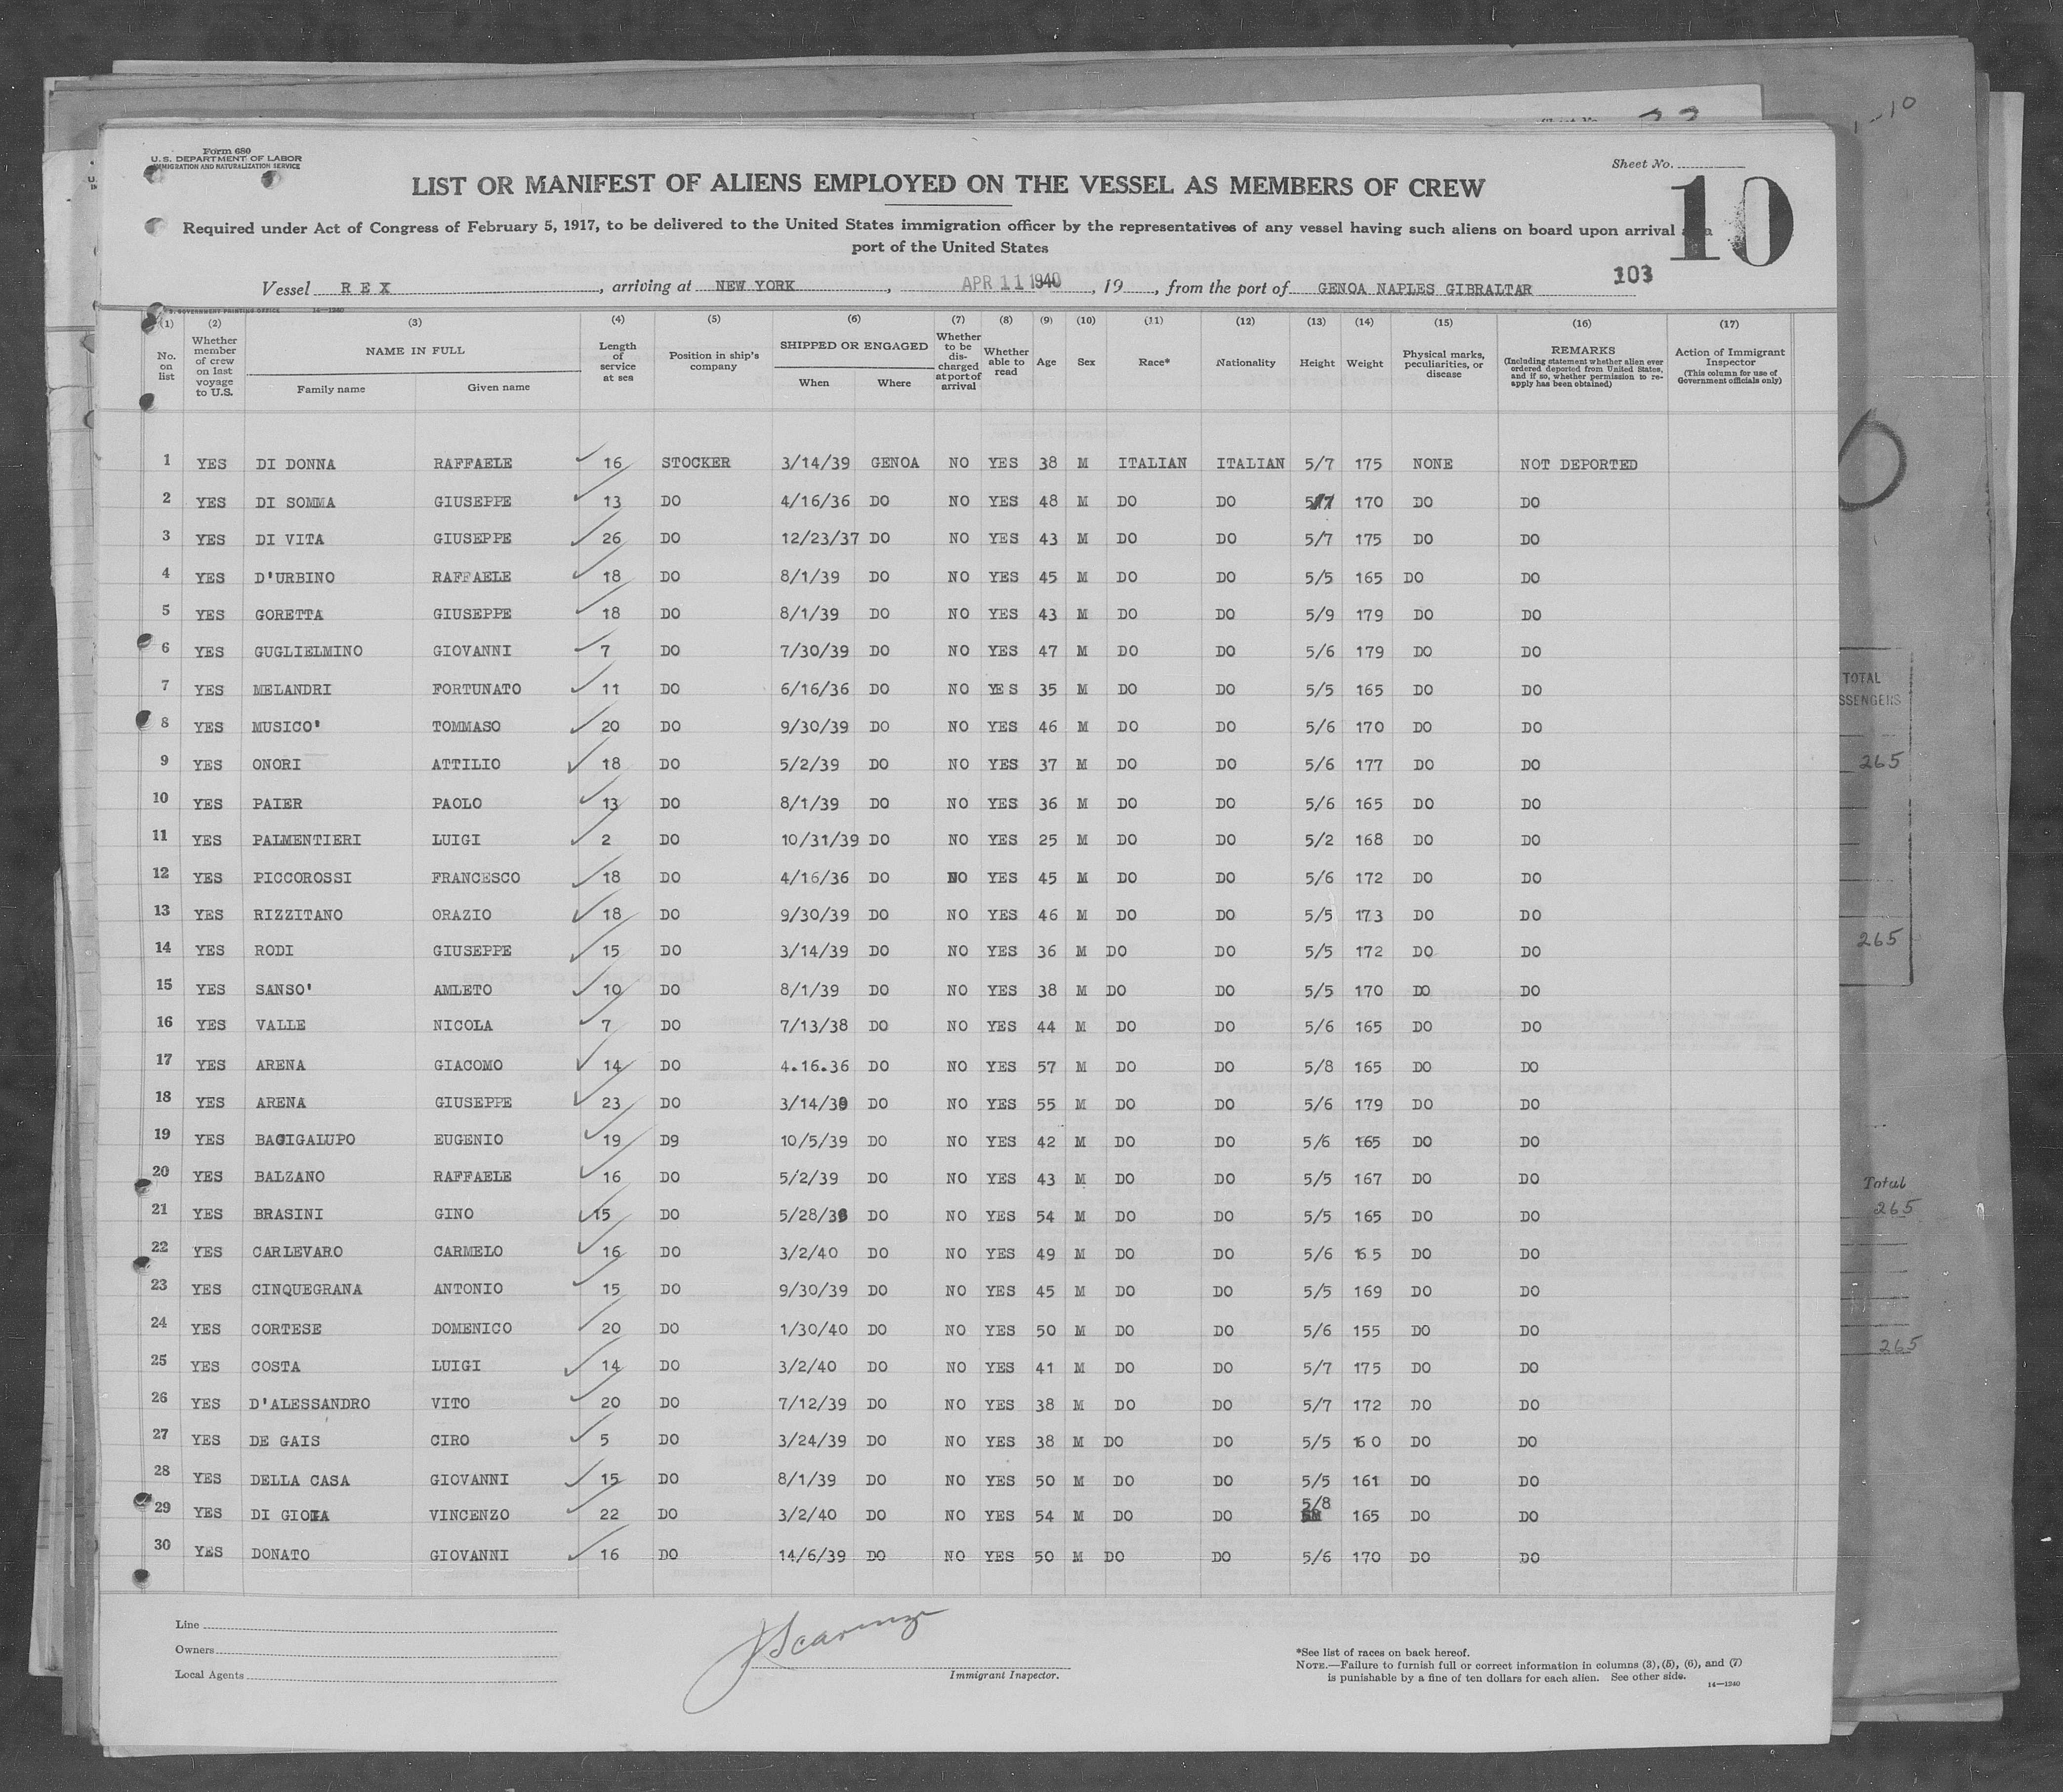 Form 680
U.S. DEPARTMENT OF LABOR
IMMIGRATION AND NATURALIZATION SERVICE
Sheet No.
10
LIST OR MANIFEST OF ALIENS EMPLOYED ON THE VESSEL AS MEMBERS OF CREW
Required under Act of Congress of February 5, 1917, to be delivered to the United States immigration officer by the representatives of any vessel having such aliens on board upon arrival
port of the United States
103
Vessel REX, arriving at NEW YORK, APR 11 1940, 19, from the port of GENOA NAPLES GIBRALTAR
U.S. GOVERNMENT PRINTING OFFICE 14—1240
(1) (2) (3) (4) (5) (6) (7) (8) (9) (10) (11) (12) (13) (14) (15) (16) (17)
No. on list
Whether member of crew on last voyage to U.S.
NAME IN FULL
Family name Given name
Length of service at sea
Position in ship's company
SHIPPED OR ENGAGED
When Where
Whether to be discharged at port of arrival
Whether able to read
Age
Sex
Race*
Nationality
Height
Weight
Physical marks, peculiarities, or disease
REMARKS
(Including statement whether alien ever ordered deported from United States, and if so, whether permission to re-apply has been obtained)
Action of Immigrant Inspector
(This column for use of Government officials only)
1 YES DI DONNA RAFFAELE 16 STOCKER 3/14/39 GENOA NO YES 38 M ITALIAN ITALIAN 5/7 175 NONE NOT DEPORTED
2 YES DI SOMMA GIUSEPPE 13 DO 4/16/36 DO NO YES 48 M DO DO 5/7 170 DO DO
3 YES DI VITA GIUSEPPE 26 DO 12/23/37 DO NO YES 43 M DO DO 5/7 175 DO DO
4 YES D'URBINO RAFFAELE 18 DO 8/1/39 DO NO YES 45 M DO DO 5/5 165 DO DO
5 YES GORETTA GIUSEPPE 18 DO 8/1/39 DO NO YES 43 M DO DO 5/9 179 DO DO
6 YES GUGLIELMINO GIOVANNI 7 DO 7/30/39 DO NO YES 47 M DO DO 5/6 179 DO DO
7 YES MELANDRI FORTUNATO 11 DO 6/16/36 DO NO YES 35 M DO DO 5/5 165 DO DO
8 YES MUSICO' TOMMASO 20 DO 9/30/39 DO NO YES 46 M DO DO 5/6 170 DO DO
9 YES ONORI ATTILIO 18 DO 5/2/39 DO NO YES 37 M DO DO 5/6 177 DO DO
10 YES PAIER PAOLO 13 DO 8/1/39 DO NO YES 36 M DO DO 5/6 165 DO DO
11 YES PALMENTIERI LUIGI 2 DO 10/31/39 DO NO YES 25 M DO DO 5/2 168 DO DO
12 YES PICCOROSSI FRANCESCO 18 DO 4/16/36 DO NO YES 45 M DO DO 5/6 172 DO DO
13 YES RIZZITANO ORAZIO 18 DO 9/30/39 DO NO YES 46 M DO DO 5/5 173 DO DO
14 YES RODI GIUSEPPE 15 DO 3/14/39 DO NO YES 36 M DO DO 5/5 172 DO DO
15 YES SANSO' AMLETO 10 DO 8/1/39 DO NO YES 38 M DO DO 5/5 170 DO DO
16 YES VALLE NICOLA 7 DO 7/13/38 DO NO YES 44 M DO DO 5/6 165 DO DO
17 YES ARENA GIACOMO 14 DO 4.16.36 DO NO YES 57 M DO DO 5/8 165 DO DO
18 YES ARENA GIUSEPPE 23 DO 3/14/39 DO NO YES 55 M DO DO 5/6 179 DO DO
19 YES BACIGALUPO EUGENIO 19 D9 10/5/39 DO NO YES 42 M DO DO 5/6 165 DO DO
20 YES BALZANO RAFFAELE 16 DO 5/2/39 DO NO YES 43 M DO DO 5/5 167 DO DO
21 YES BRASINI GINO 15 DO DO NO YES 54 M DO DO 5/5 165 DO DO
22 YES CARLEVARO CARMELO 16 DO 3/2/40 DO NO YES 49 M DO DO 5/6 165 DO DO
23 YES CINQUEGRANA ANTONIO 15 DO 9/30/39 DO NO YES 45 M DO DO 5/5 169 DO DO
24 YES CORTESE DOMENICO 20 DO 1/30/40 DO NO YES 50 M DO DO 5/6 155 DO DO
25 YES COSTA LUIGI 14 DO 3/2/40 DO NO YES 41 M DO DO 5/7 175 DO DO
26 YES D'ALESSANDRO VITO 20 DO 7/12/39 DO NO YES 38 M DO DO 5/7 172 DO DO
27 YES DE GAIS CIRO 5 DO 3/24/39 DO NO YES 38 M DO DO 5/5 160 DO DO
28 YES DELLA CASA GIOVANNI 15 DO 8/1/39 DO NO YES 50 M DO DO 5/5 161 DO DO
29 YES DI GIOIA VINCENZO 22 DO 3/2/40 DO NO YES 54 M DO DO 5/8 165 DO DO
30 YES DONATO GIOVANNI 16 DO 14/6/39 DO NO YES 50 M DO DO 5/6 170 DO DO
Line
Owners
Local Agents
Immigrant Inspector.
*See list of races on back hereof.
NOTE.—Failure to furnish full or correct information in columns (3), (5), (6), and (7)
is punishable by a fine of ten dollars for each alien. See other side.
14—1240
TOTAL
265
265
Total
265
265